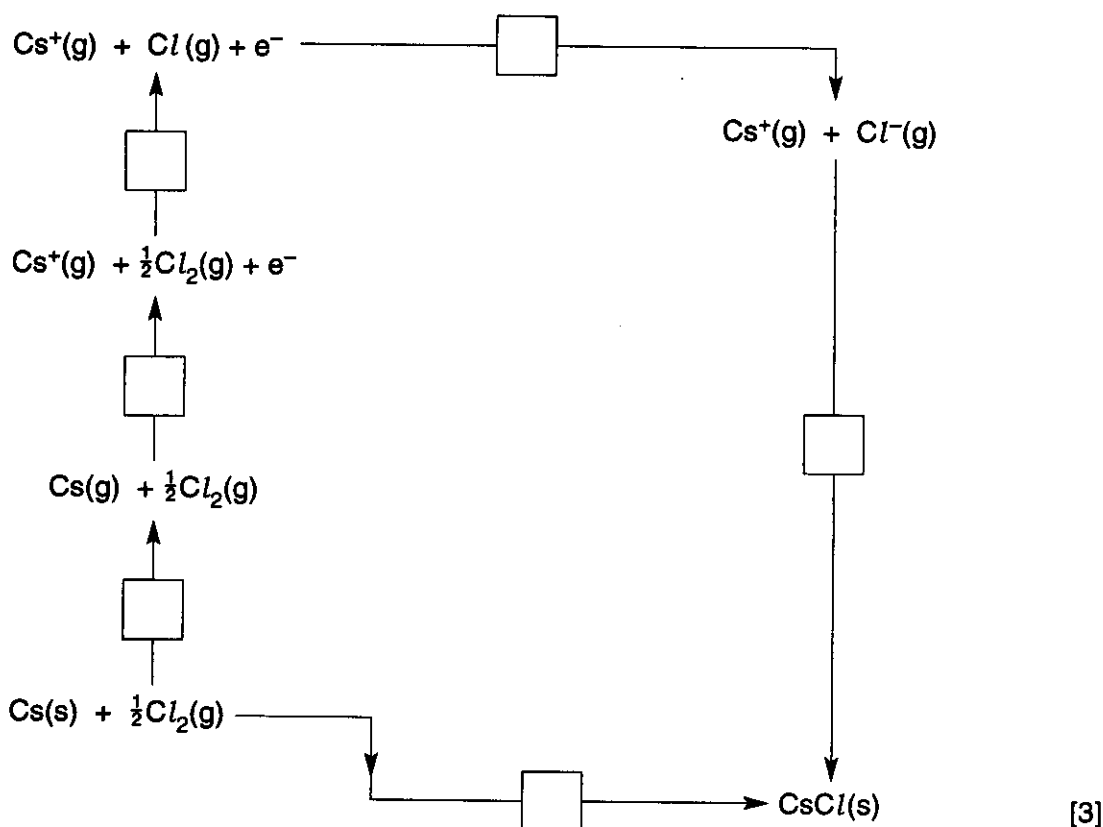 Cs⁺(g) + Cl(g) + e⁻
Cs⁺(g) + Cl⁻(g)
Cs⁺(g) + ½Cl₂(g) + e⁻
Cs(g) + ½Cl₂(g)
Cs(s) + ½Cl₂(g)
CsCl(s)
[3]